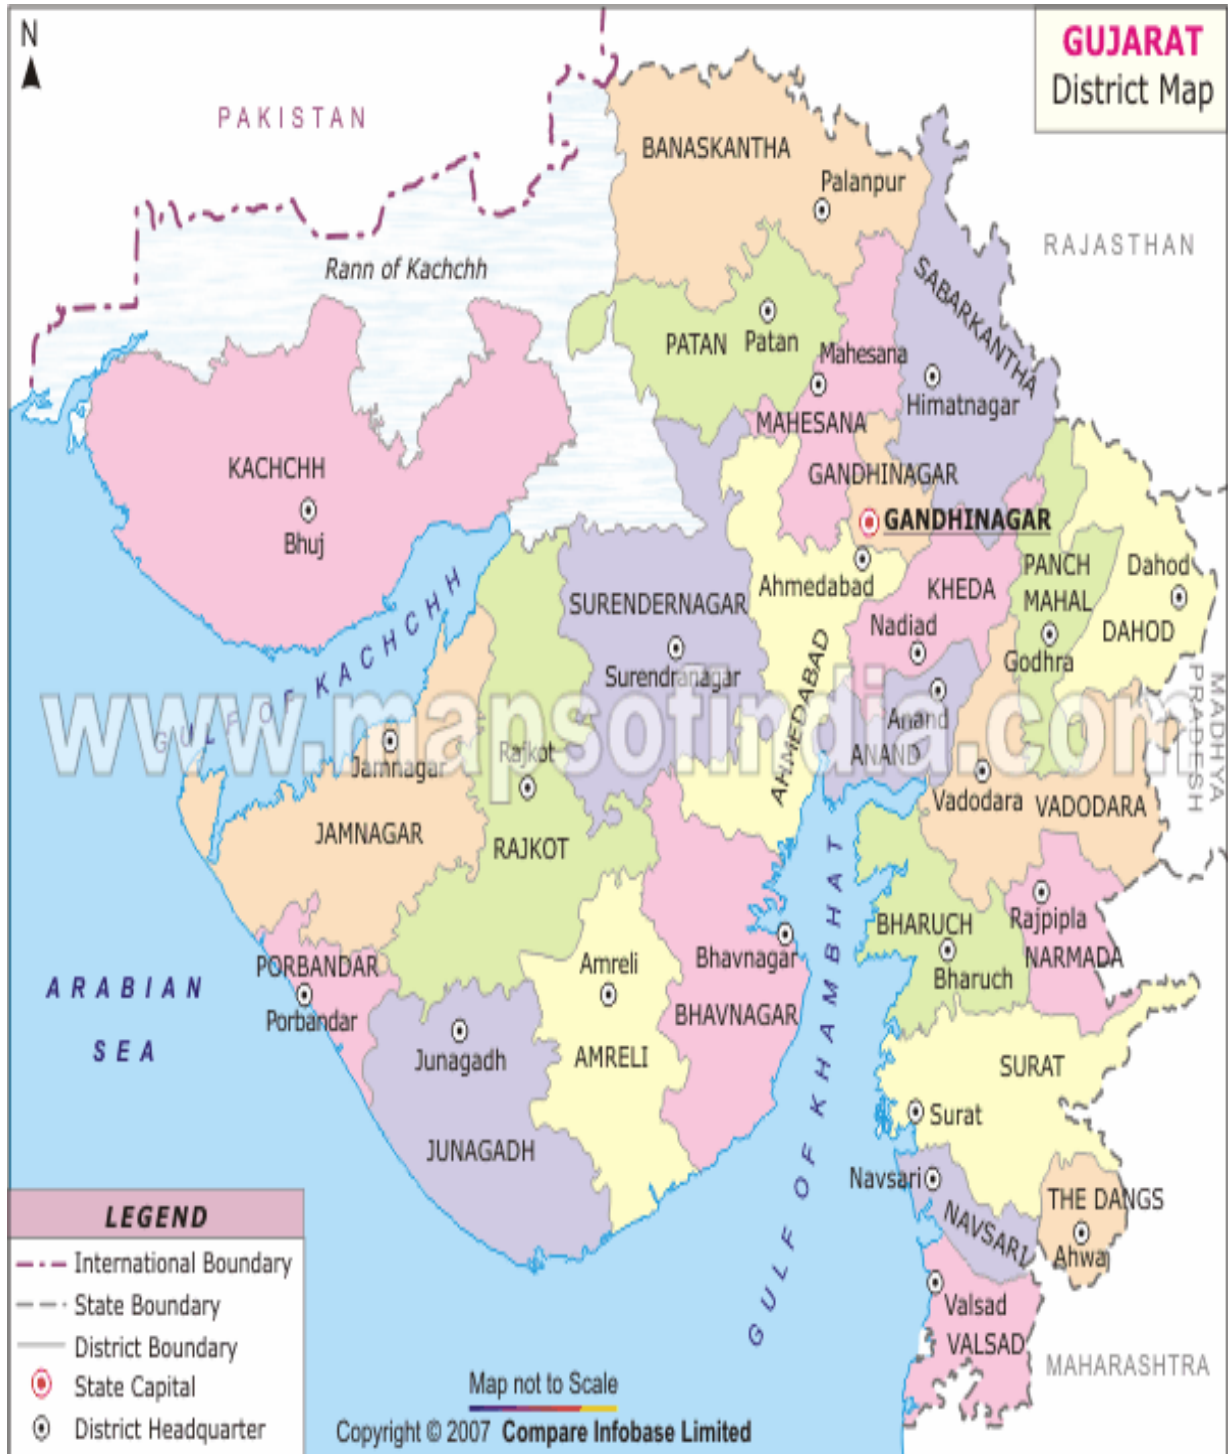 N
GUJARAT
District Map
PAKISTAN
BANASKANTHA
Palanpur
RAJASTHAN
Rann of Kachchh
SABARKANTHA
PATAN
Patan
Mahesana
Himatnagar
MAHESANA
KACHCHH
GANDHINAGAR
Bhuj
GANDHINAGAR
Ahmedabad
KHEDA
PANCH
MAHAL
Dahod
DAHOD
SURENDERNAGAR
Nadiad
Godhra
Surendranagar
AHMEDABAD
GULF OF KACHCHH
www.mapsofindia.com
MADHYA
PRADESH
Anand
ANAND
Jamnagar
Rajkot
Vadodara
VADODARA
JAMNAGAR
RAJKOT
BHARUCH
Rajpipla
NARMADA
Bharuch
PORBANDAR
Porbandar
Amreli
AMRELI
Bhavnagar
BHAVNAGAR
GULF OF KHAMBHAT
ARABIAN
SEA
Junagadh
JUNAGADH
SURAT
Surat
Navsari
NAVSARI
THE DANGS
Ahwa
Valsad
VALSAD
MAHARASHTRA
LEGEND
International Boundary
State Boundary
District Boundary
State Capital
District Headquarter
Map not to Scale
Copyright © 2007 Compare Infobase Limited